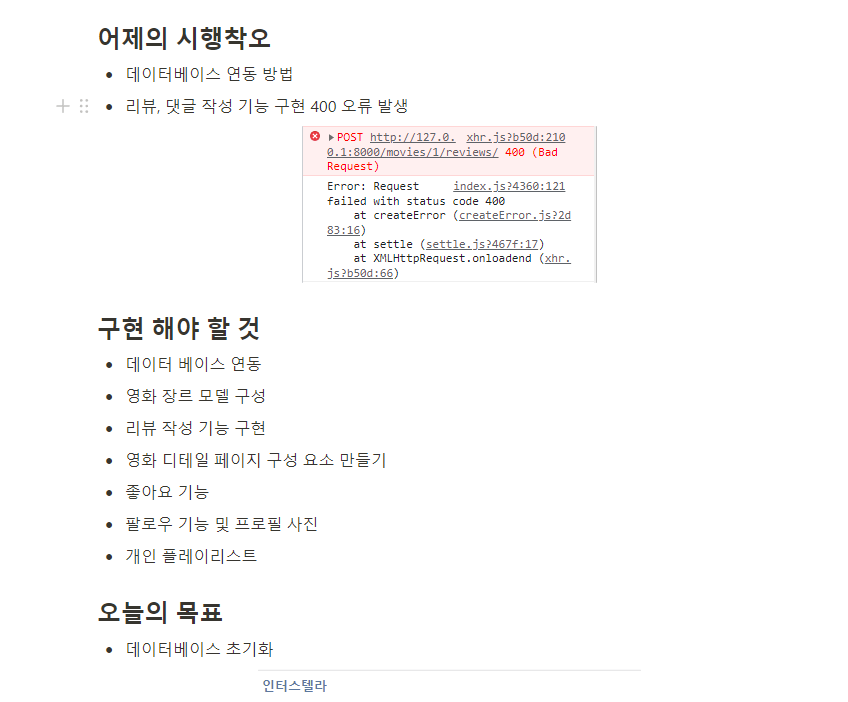 어제의 시행착오
데이터베이스 연동 방법
리뷰, 댓글 작성 기능 구현 400 오류 발생
POST http://127.0. xhr.js?b50d:210
0.1:8000/movies/1/reviews/ 400 (Bad
Request)
Error: Request index.js?4360:121
failed with status code 400
at createError (createError.js?2d
83:16)
at settle (settle.js?467f:17)
at XMLHttpRequest.onloadend (xhr.
js?b50d:66)
구현 해야 할 것
데이터 베이스 연동
영화 장르 모델 구성
리뷰 작성 기능 구현
영화 디테일 페이지 구성 요소 만들기
좋아요 기능
팔로우 기능 및 프로필 사진
개인 플레이리스트
오늘의 목표
데이터베이스 초기화
인터스텔라